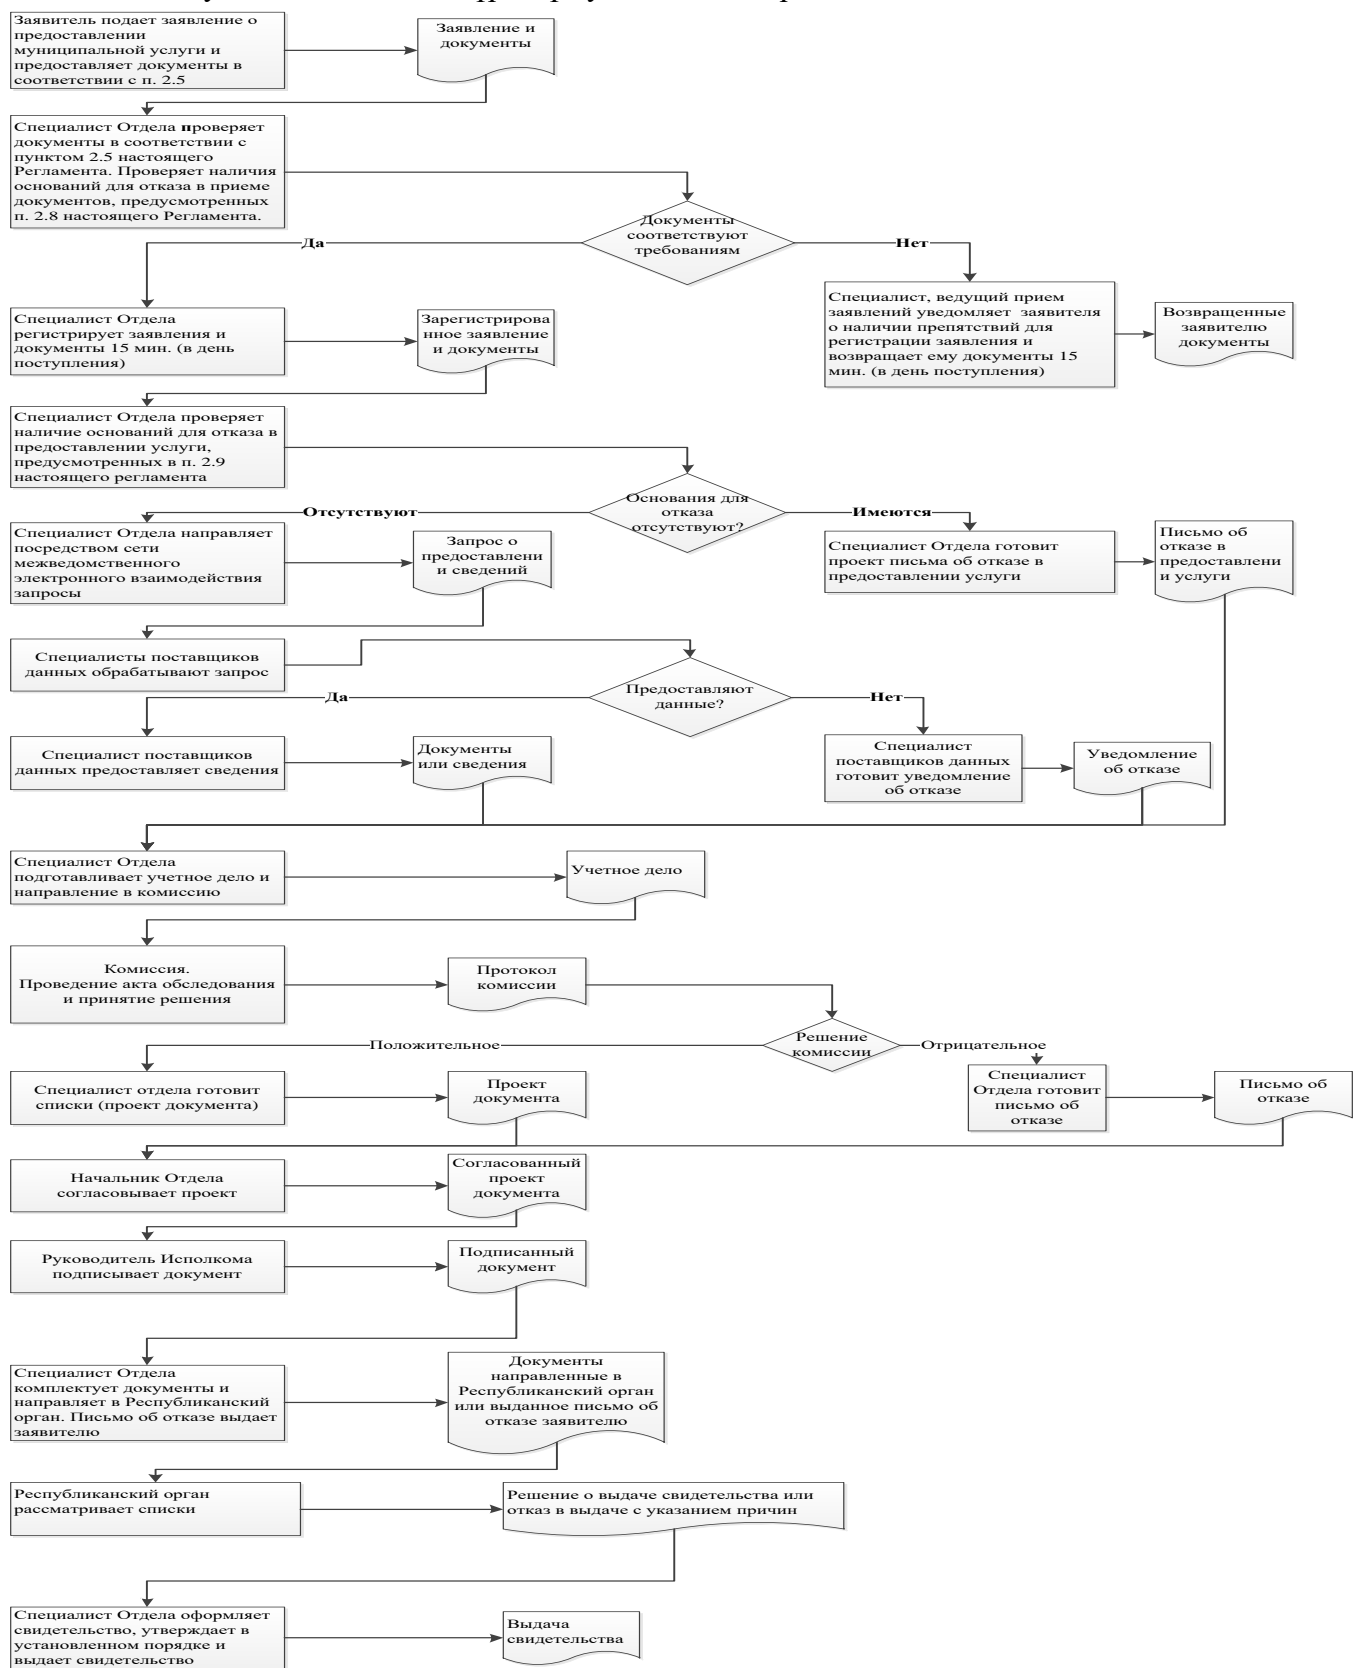 Заявитель подает заявление о
предоставлении
муниципальной услуги и
предоставляет документы в
соответствии с п. 2.5
Заявление и
документы
Специалист Отдела проверяет
документы в соответствии с
пунктом 2.5 настоящего
Регламента. Проверяет наличия
оснований для отказа в приеме
документов, предусмотренных
п. 2.8 настоящего Регламента.
Документы
соответствуют
требованиям
Да
Нет
Специалист Отдела
регистрирует заявления и
документы 15 мин. (в день
поступления)
Зарегистрирова
нное заявление
и документы
Специалист, ведущий прием
заявлений уведомляет заявителя
о наличии препятствий для
регистрации заявления и
возвращает ему документы 15
мин. (в день поступления)
Возвращенные
заявителю
документы
Специалист Отдела проверяет
наличие оснований для отказа в
предоставлении услуги,
предусмотренных в п. 2.9
настоящего регламента
Основания для
отказа
отсутствуют?
Отсутствуют
Имеются
Специалист Отдела направляет
посредством сети
межведомственного
электронного взаимодействия
запросы
Запрос о
предоставлени
и сведений
Специалист Отдела готовит
проект письма об отказе в
предоставлении услуги
Письмо об
отказе в
предоставлени
и услуги
Специалисты поставщиков
данных обрабатывают запрос
Предоставляют
данные?
Да
Нет
Специалист поставщиков
данных предоставляет сведения
Документы
или сведения
Специалист
поставщиков данных
готовит уведомление
об отказе
Уведомление
об отказе
Специалист Отдела
подготавливает учетное дело и
направление в комиссию
Учетное дело
Комиссия.
Проведение акта обследования
и принятие решения
Протокол
комиссии
Решение
комиссии
Положительное
Отрицательное
Специалист отдела готовит
списки (проект документа)
Проект
документа
Специалист
Отдела готовит
письмо об
отказе
Письмо об
отказе
Начальник Отдела
согласовывает проект
Согласованный
проект
документа
Руководитель Исполкома
подписывает документ
Подписанный
документ
Специалист Отдела
комплектует документы и
направляет в Республиканский
орган. Письмо об отказе выдает
заявителю
Документы
направленные в
Республиканский орган
или выданное письмо об
отказе заявителю
Республиканский орган
рассматривает списки
Решение о выдаче свидетельства или
отказ в выдаче с указанием причин
Специалист Отдела оформляет
свидетельство, утверждает в
установленном порядке и
выдает свидетельство
Выдача
свидетельства